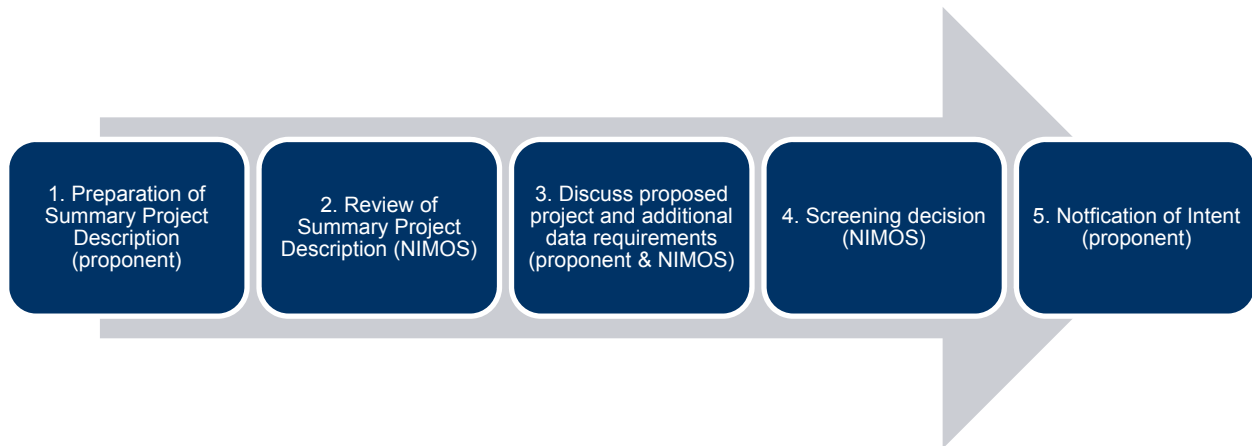 1. Preparation of
Summary Project
Description
(proponent)
2. Review of
Summary Project
Description (NIMOS)
3. Discuss proposed
project and additional
data requirements
(proponent & NIMOS)
4. Screening decision
(NIMOS)
5. Notfication of Intent
(proponent)